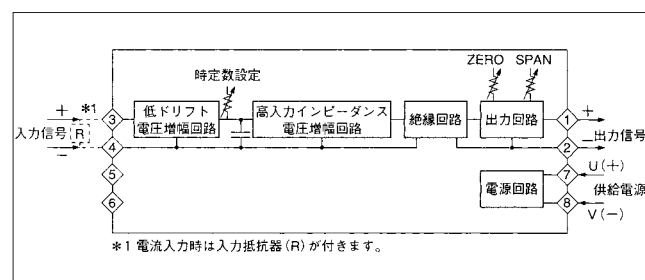 ZERO SPAN
時定数設定
＋ *1
③
低ドリフト
電圧増幅回路
高入力インピーダンス
電圧増幅回路
絶縁回路
出力回路
① ＋
入力信号
R
－ ④
② －
出力信号
⑤
⑥
電源回路
⑦ U(＋)
供給電源
⑧ V(－)
*1 電流入力時は入力抵抗器(R)が付きます。